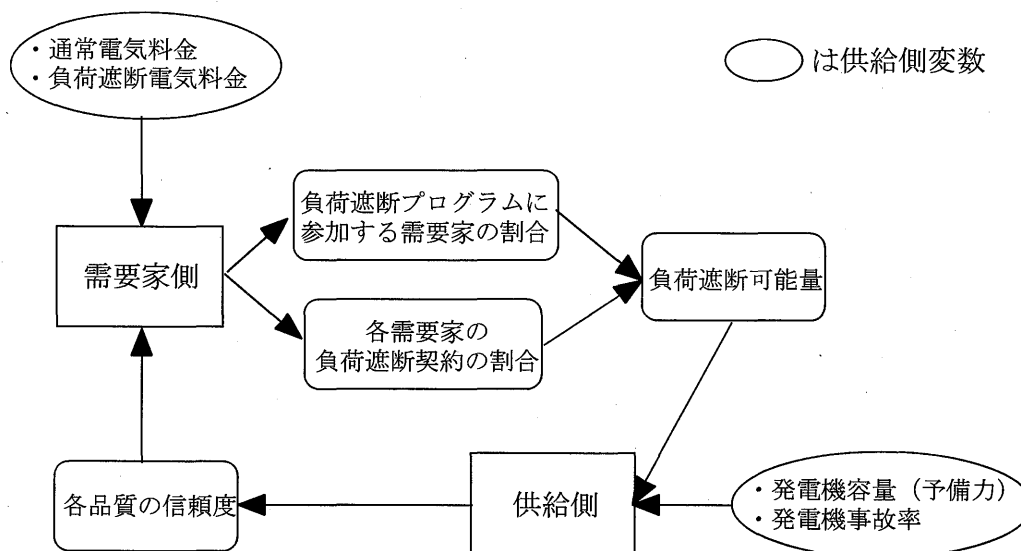 ・通常電気料金
・負荷遮断電気料金
は供給側変数
負荷遮断プログラムに
参加する需要家の割合
需要家側
負荷遮断可能量
各需要家の
負荷遮断契約の割合
各品質の信頼度
供給側
・発電機容量（予備力）
・発電機事故率